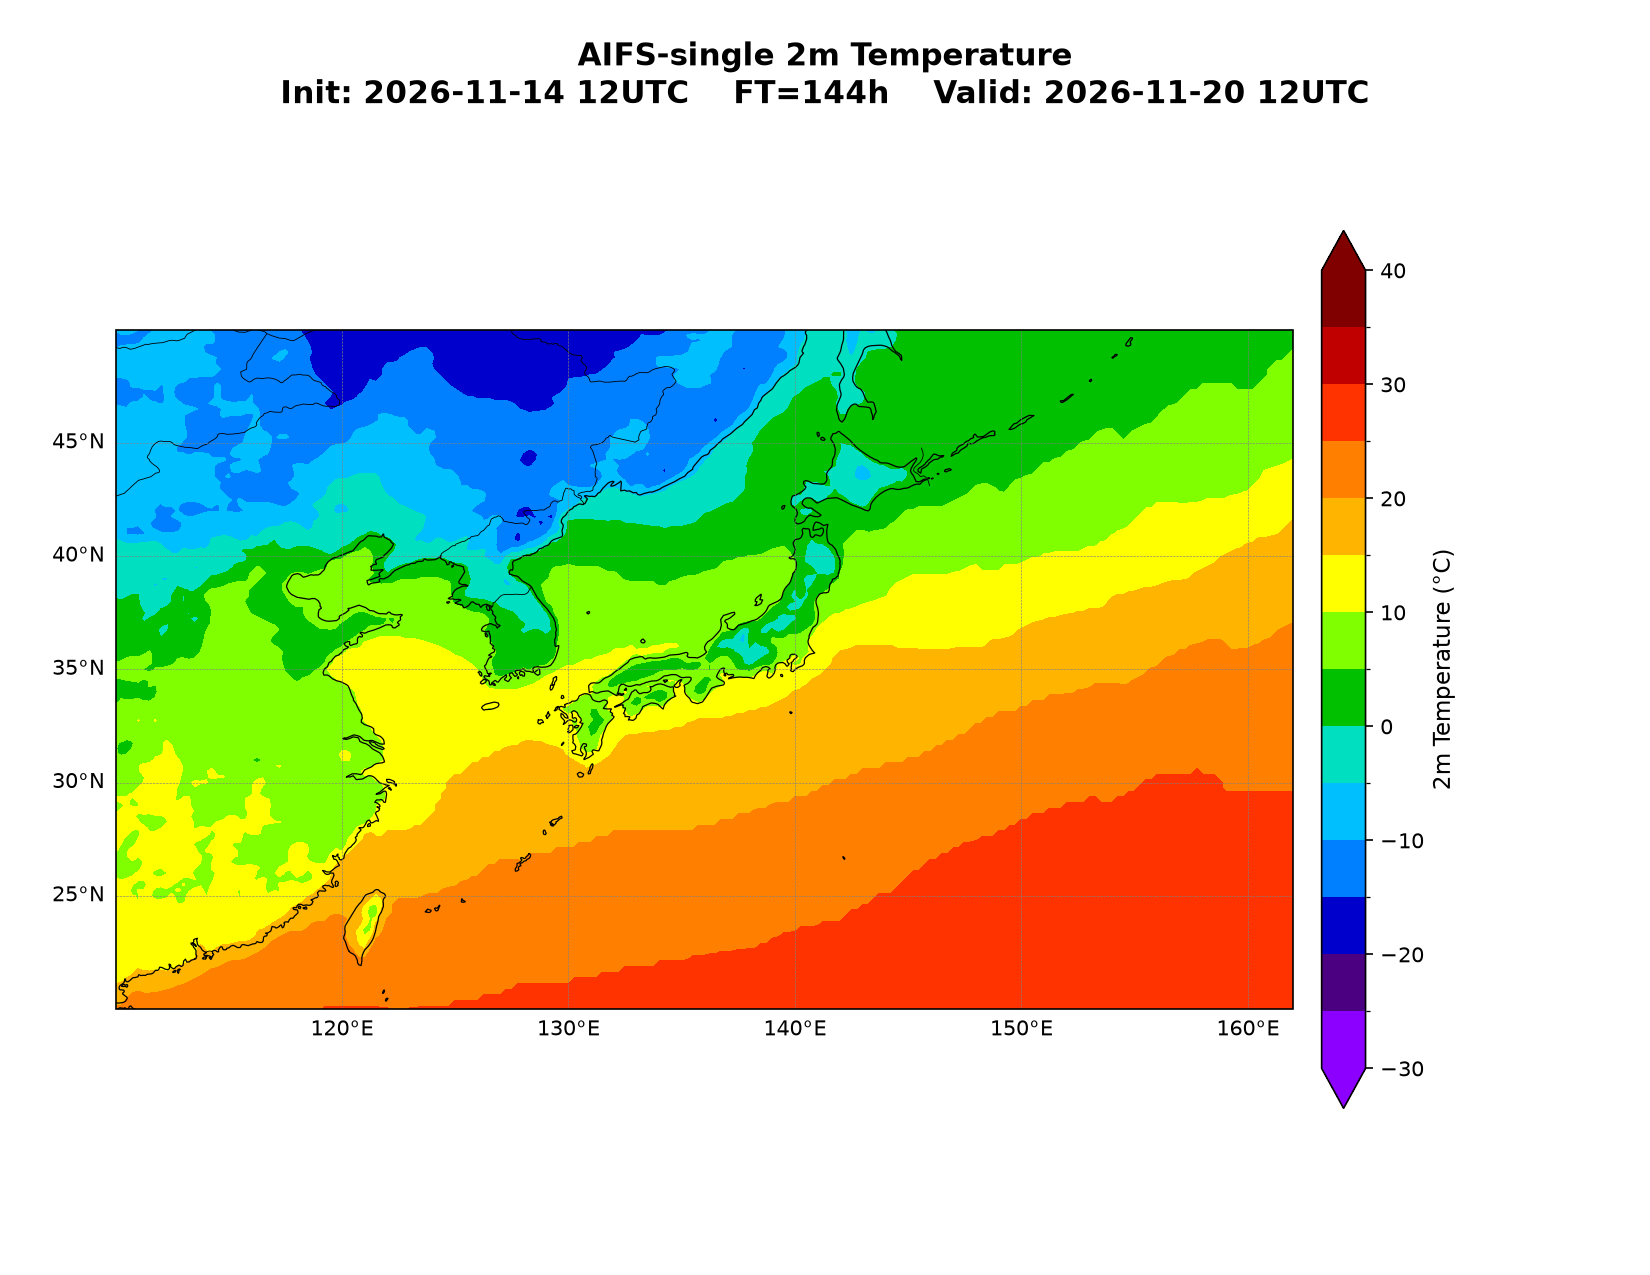 AIFS-single 2m Temperature
Init: 2026-11-14 12UTC    FT=144h    Valid: 2026-11-20 12UTC
45°N
40°N
35°N
30°N
25°N
120°E
130°E
140°E
150°E
160°E
40
30
20
10
0
−10
−20
−30
2m Temperature (°C)